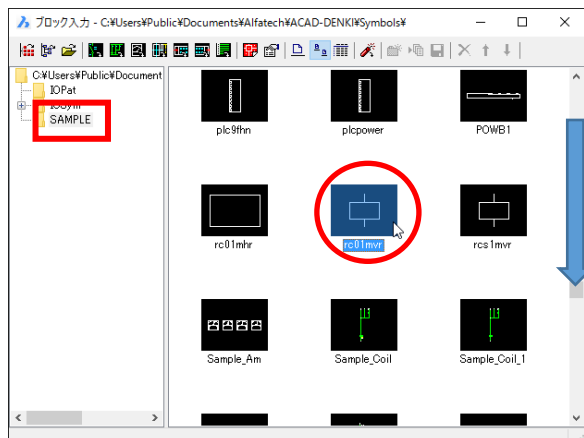 ブロック入力 - C:¥Users¥Public¥Documents¥Alfatech¥ACAD-DENKI¥Symbols¥
C:¥Users¥Public¥Document
IOPat
SAMPLE
plc9fhn
plcpower
POWB1
rc01mhr
rc01mvr
rcs1mvr
Sample_Am
Sample_Coil
Sample_Coil_1